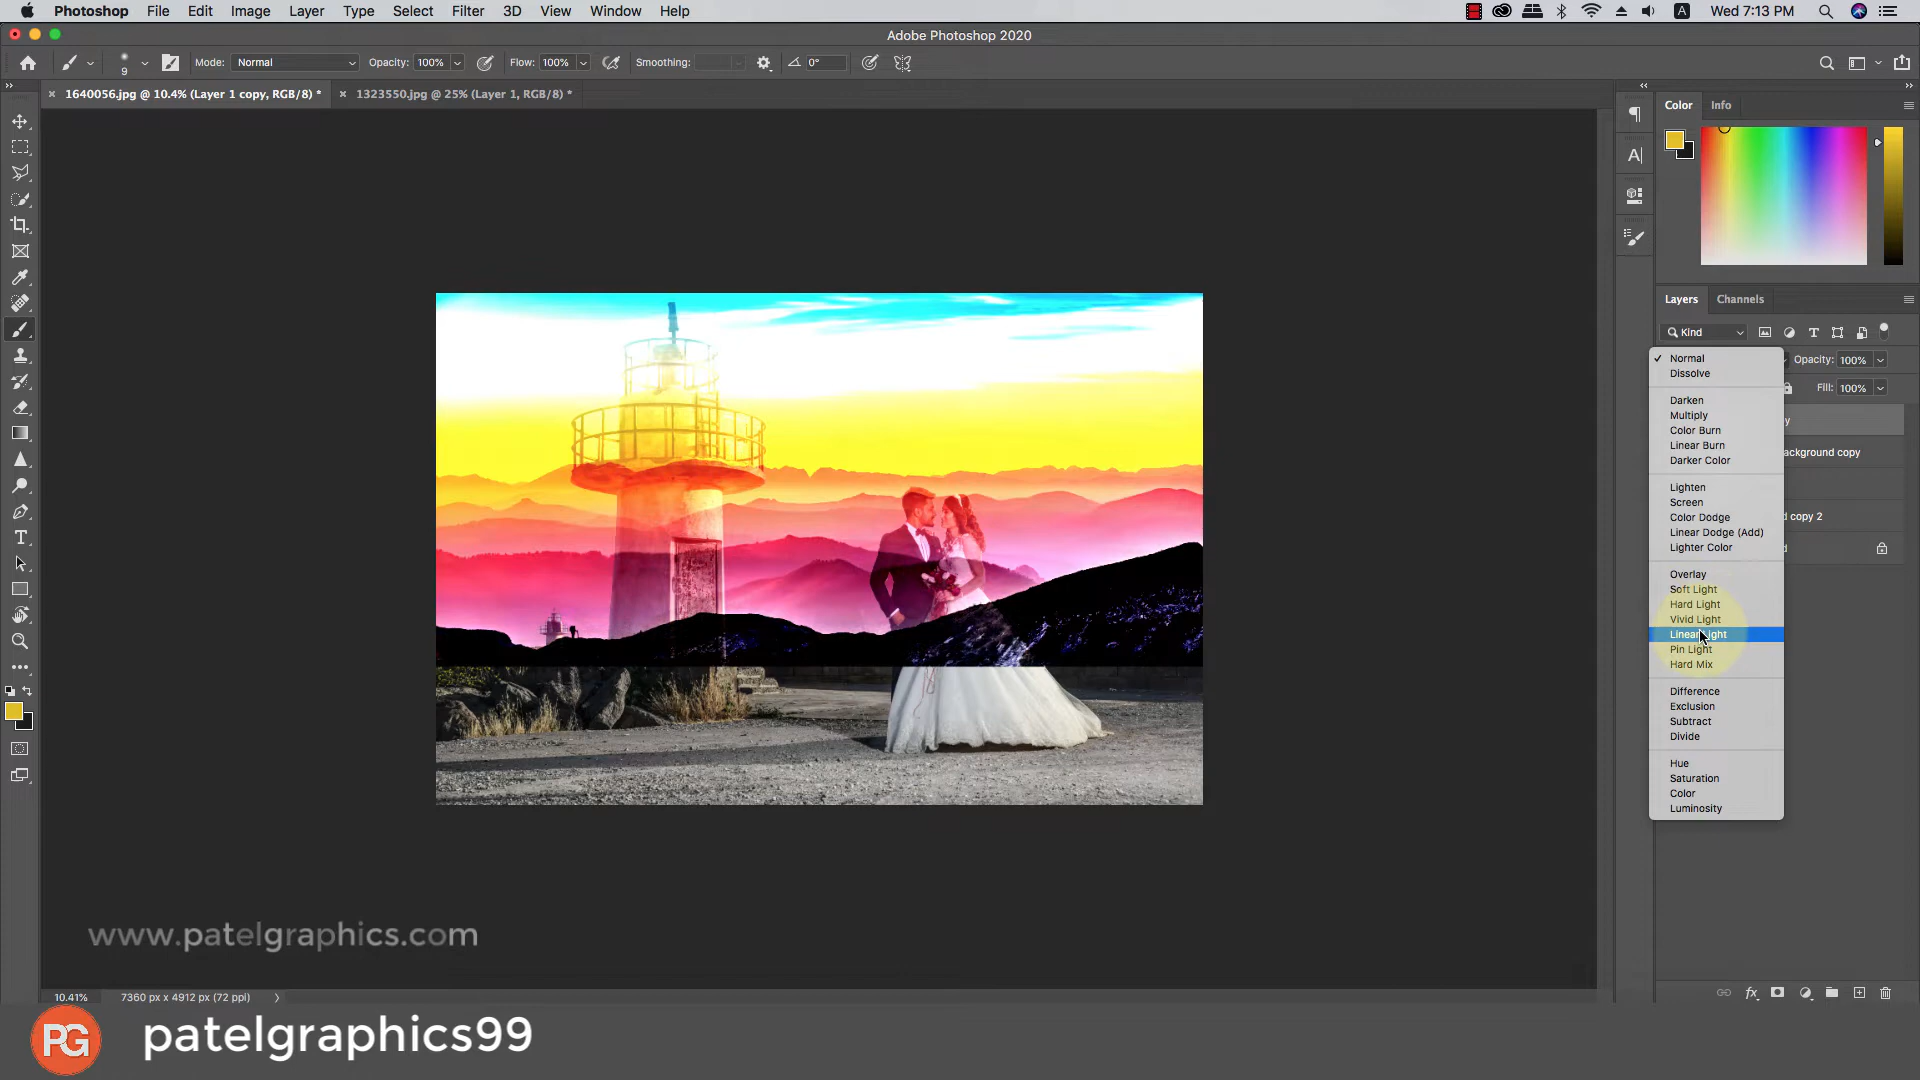 Photoshop File Edit Image Layer Type Select Filter 3D View Window Help
A Wed 7:13 PM
Adobe Photoshop 2020
9 Mode: Normal Opacity: 100% Flow: 100% Smoothing: 0°
1640056.jpg @ 10.4% (Layer 1 copy, RGB/8) * 1323550.jpg @ 25% (Layer 1, RGB/8) *
Color Info
Layers Channels
Kind
Opacity: 100%
Fill: 100%
y
ackground copy
d copy 2
d
Normal
Dissolve
Darken
Multiply
Color Burn
Linear Burn
Darker Color
Lighten
Screen
Color Dodge
Linear Dodge (Add)
Lighter Color
Overlay
Soft Light
Hard Light
Vivid Light
Linear Light
Pin Light
Hard Mix
Difference
Exclusion
Subtract
Divide
Hue
Saturation
Color
Luminosity
www.patelgraphics.com
10.41% 7360 px x 4912 px (72 ppi)
PG patelgraphics99